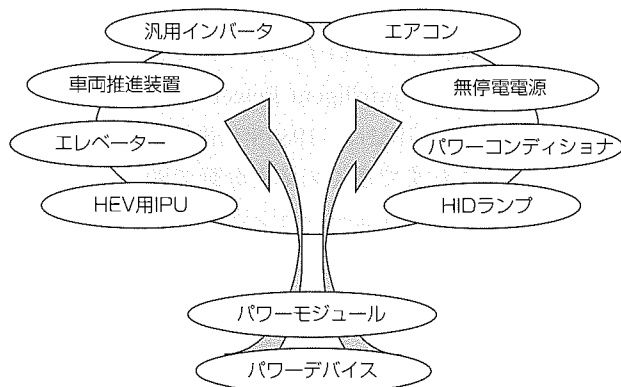 汎用インバータ
エアコン
車両推進装置
無停電電源
エレベーター
パワーコンディショナ
HEV用IPU
HIDランプ
パワーモジュール
パワーデバイス